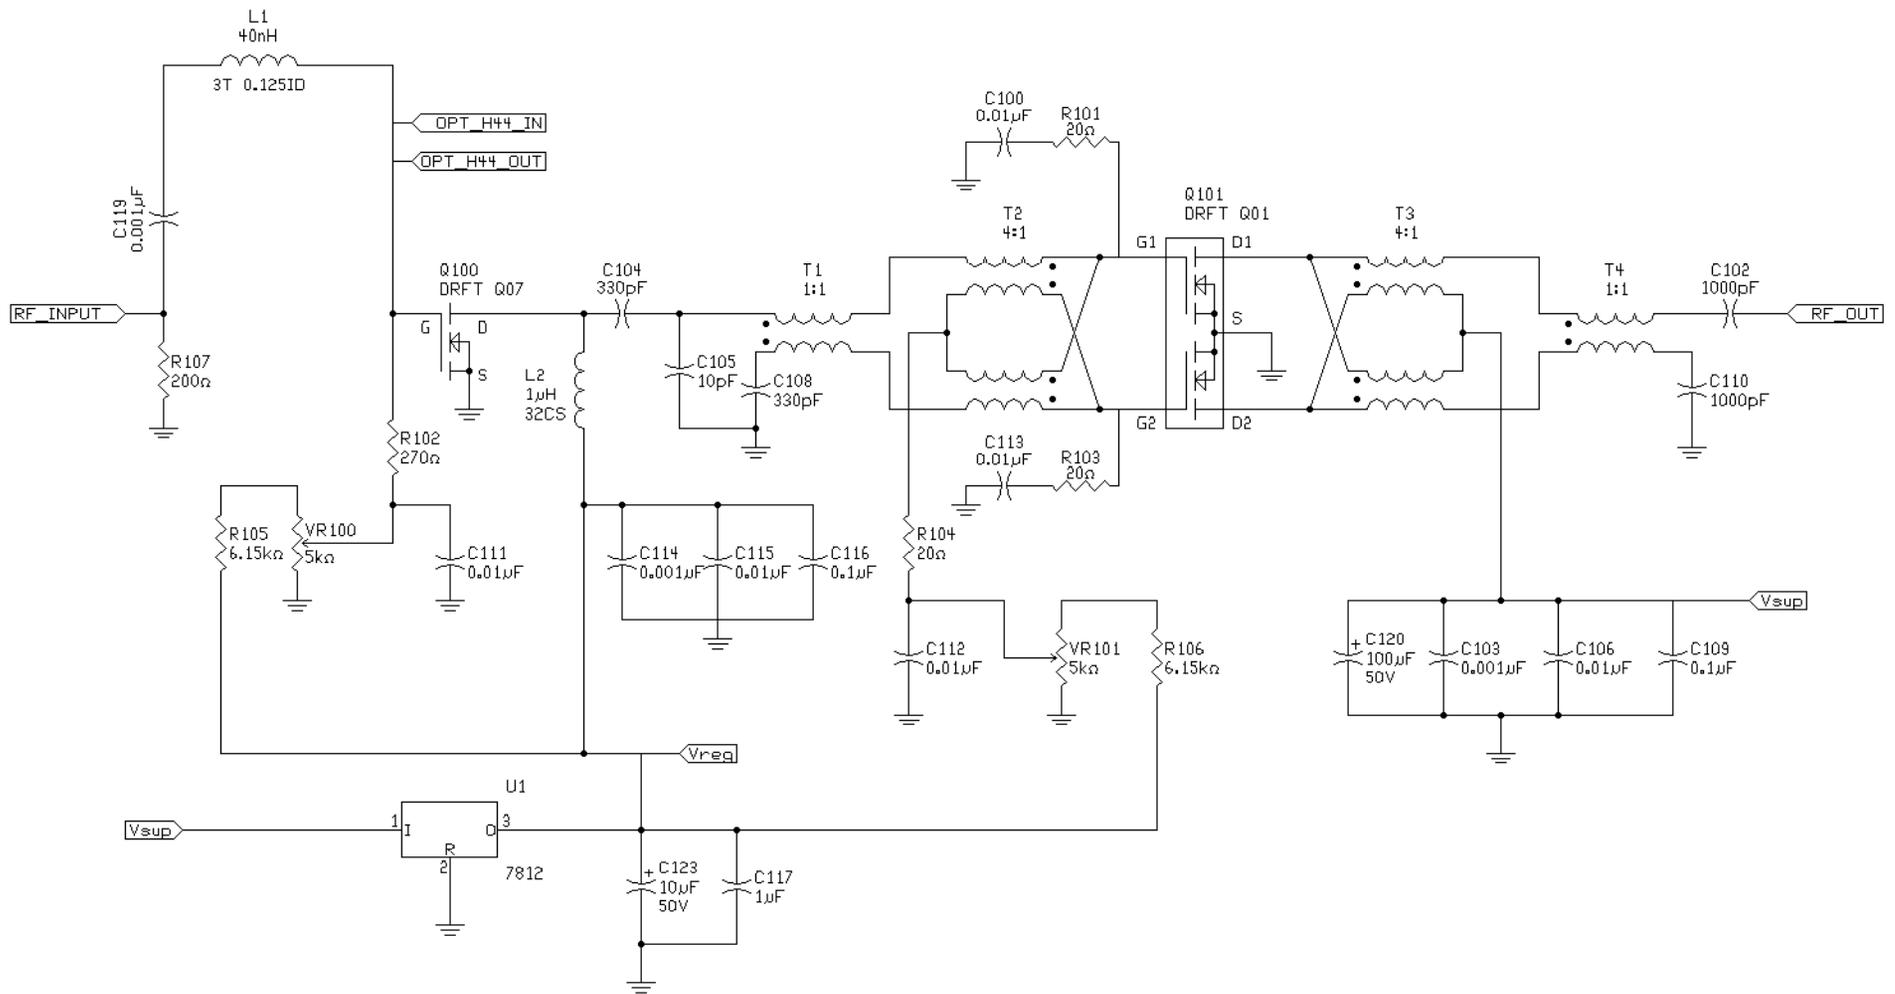 L1
40nH
3T 0.125ID
OPT_H44_IN
OPT_H44_OUT
C119
0.001µF
RF_INPUT
R107
200Ω
Q100
DRFT Q07
G
D
S
R102
270Ω
C104
330pF
L2
1µH
32CS
C105
10pF
C108
330pF
T1
1:1
C100
0.01µF
R101
20Ω
T2
4:1
Q101
DRFT Q01
G1
D1
S
G2
D2
T3
4:1
T4
1:1
C102
1000pF
RF_OUT
C110
1000pF
C113
0.01µF
R103
20Ω
R105
6.15kΩ
VR100
5kΩ
C111
0.01µF
C114
0.001µF
C115
0.01µF
C116
0.1µF
R104
20Ω
C112
0.01µF
VR101
5kΩ
R106
6.15kΩ
Vsup
+
C120
100µF
50V
C103
0.001µF
C106
0.01µF
C109
0.1µF
Vreg
U1
Vsup
1
I
O
3
R
2
7812
+
C123
10µF
50V
C117
1µF